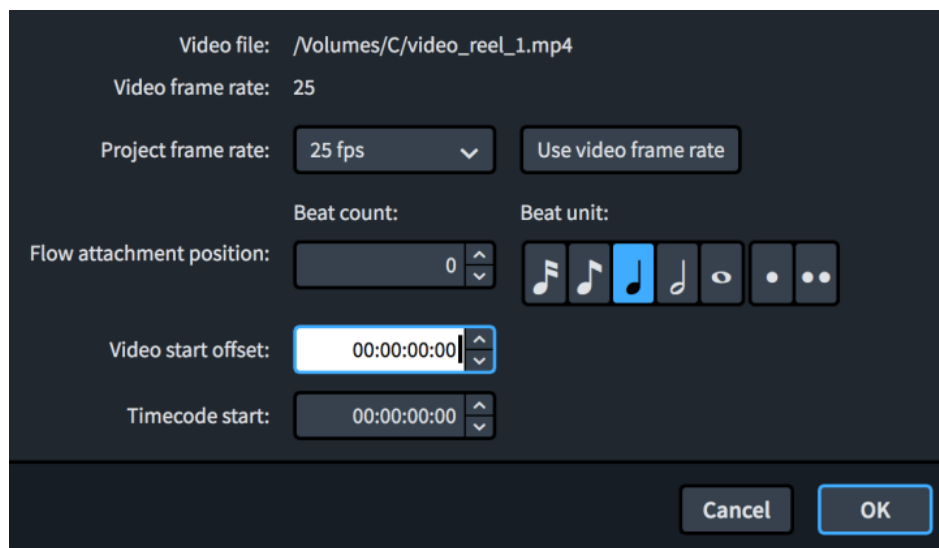 Video file: /Volumes/C/video_reel_1.mp4
Video frame rate: 25
Project frame rate: 25 fps Use video frame rate
Beat count: Beat unit:
Flow attachment position: 0
Video start offset: 00:00:00:00
Timecode start: 00:00:00:00
Cancel OK